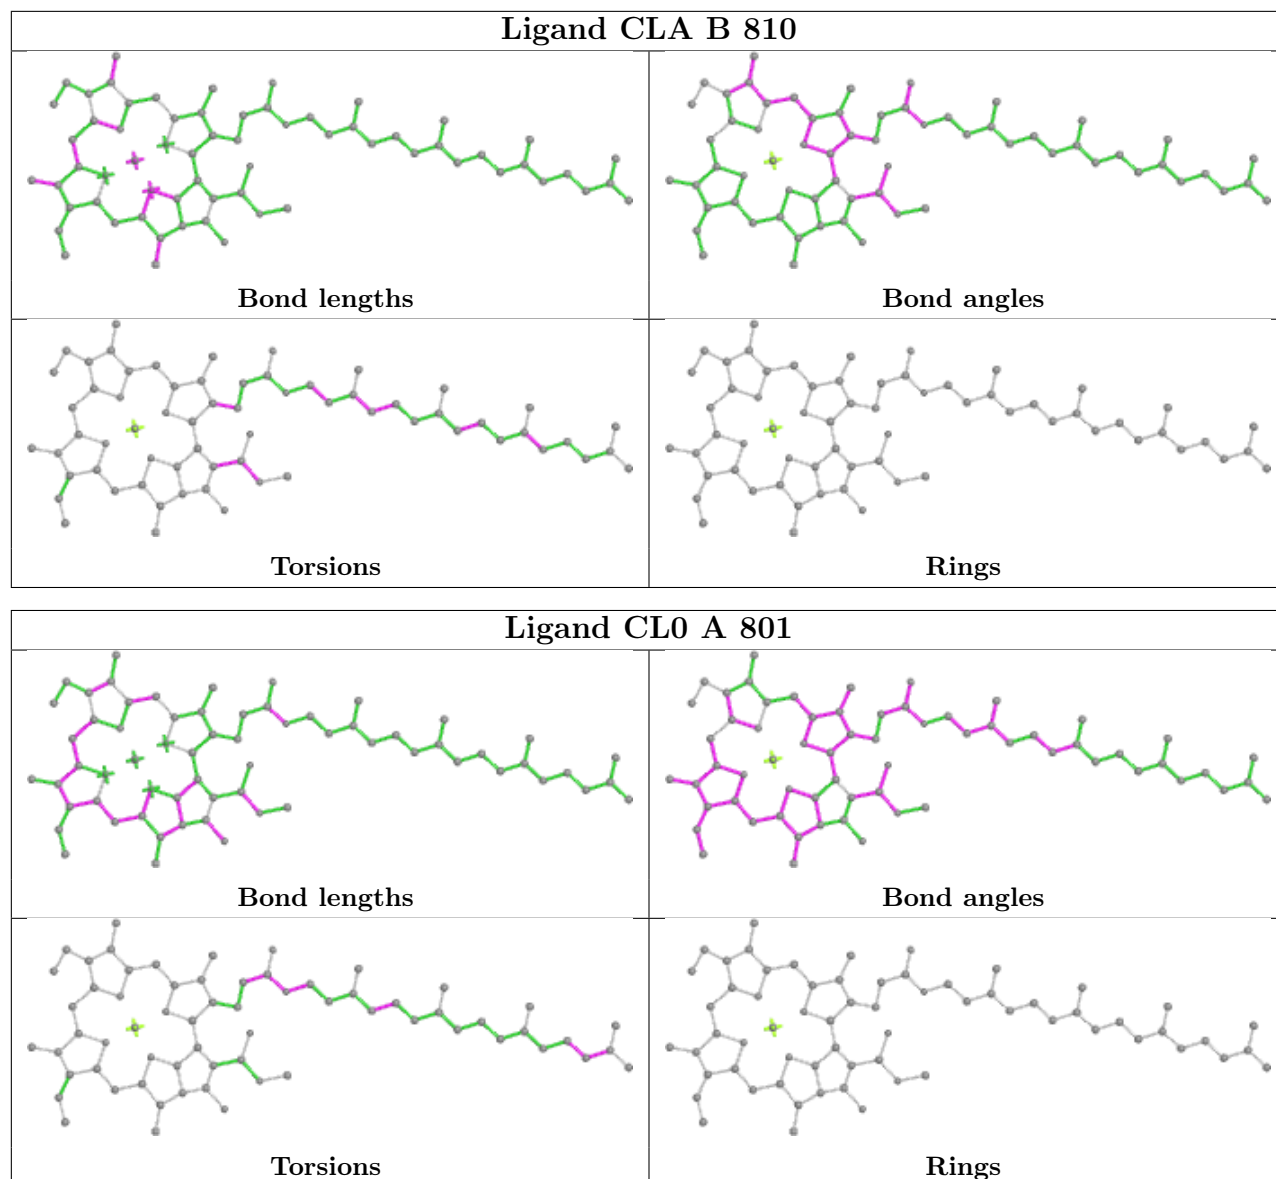 Ligand CLA B 810
Bond lengths
Bond angles
Torsions
Rings
Ligand CL0 A 801
Bond lengths
Bond angles
Torsions
Rings